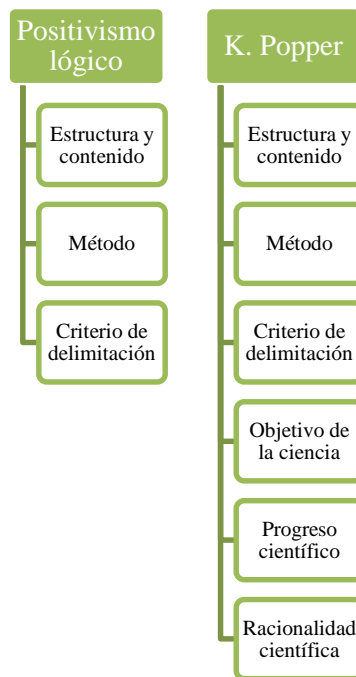 Positivismo
lógico
Estructura y
contenido
Método
Criterio de
delimitación
K. Popper
Estructura y
contenido
Método
Criterio de
delimitación
Objetivo de
la ciencia
Progreso
científico
Racionalidad
científica